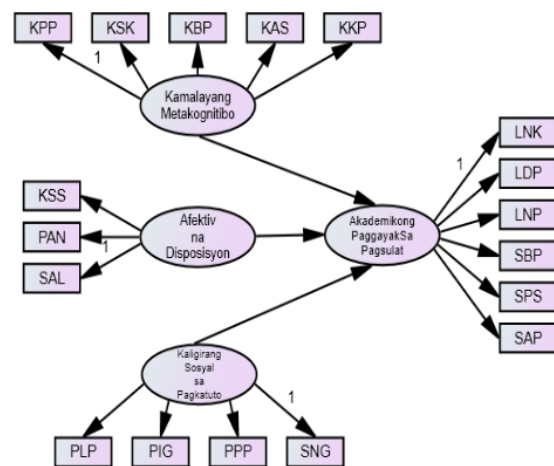 KPP KSK KBP KAS KKP
1
Kamalayang
Metakognitibo
LNK
1
LDP
KSS
LNP
PAN
1
SAL
Afektiv
na
Disposisyon
Akademikong
PaggayakSa
Pagsulat
SBP
SPS
SAP
Kaligirang
Sosyal
sa
Pagkatuto
1
PLP PIG PPP SNG